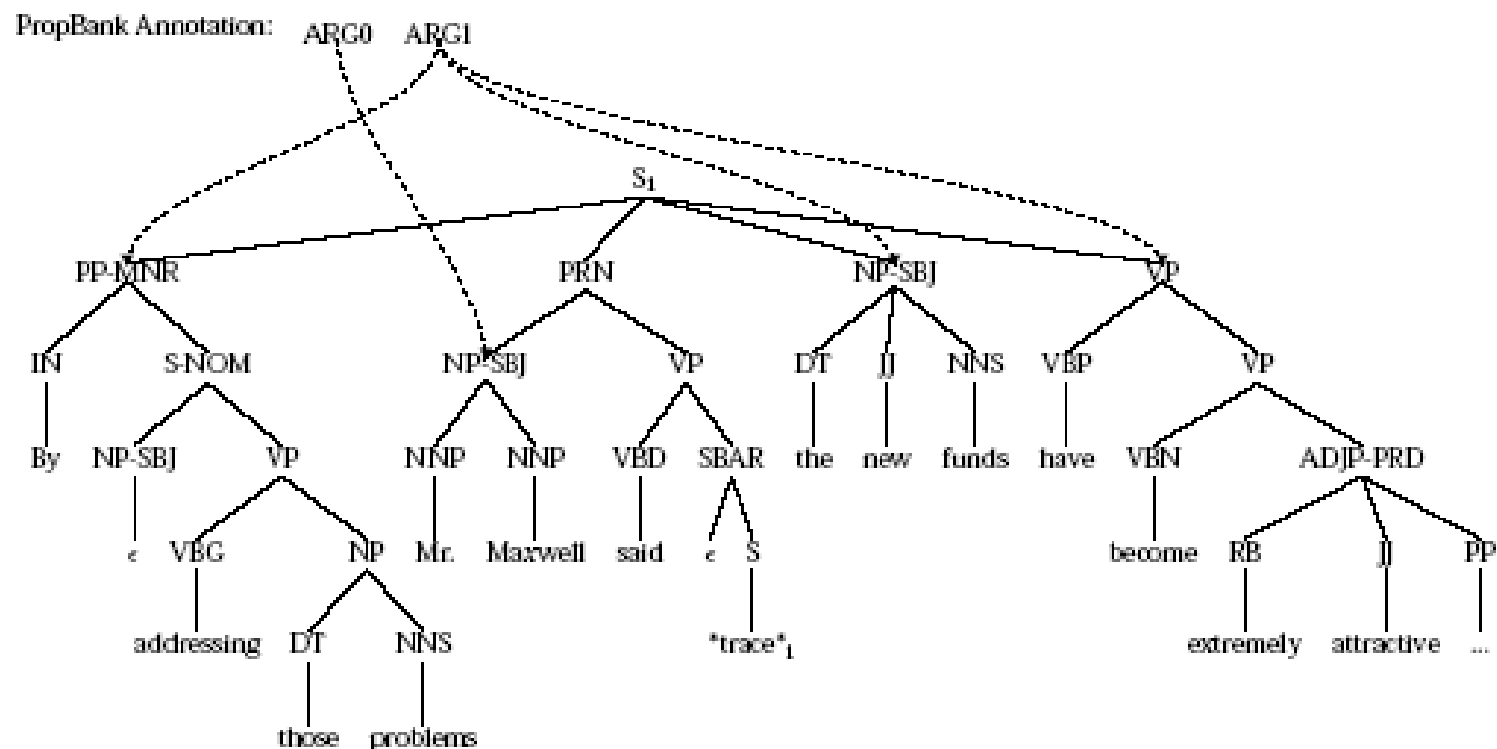 PropBank Annotation: ARG0 ARG1
S1
PP-MNR PRN NP-SBJ VP
IN S-NOM NP-SBJ VP DT JJ NNS VBP VP
By NP-SBJ VP NNP NNP VBD SBAR the new funds have VBN ADJP-PRD
ϵ VBG NP Mr. Maxwell said ϵ S become RB JJ PP
addressing DT NNS *trace*1 extremely attractive ...
those problems